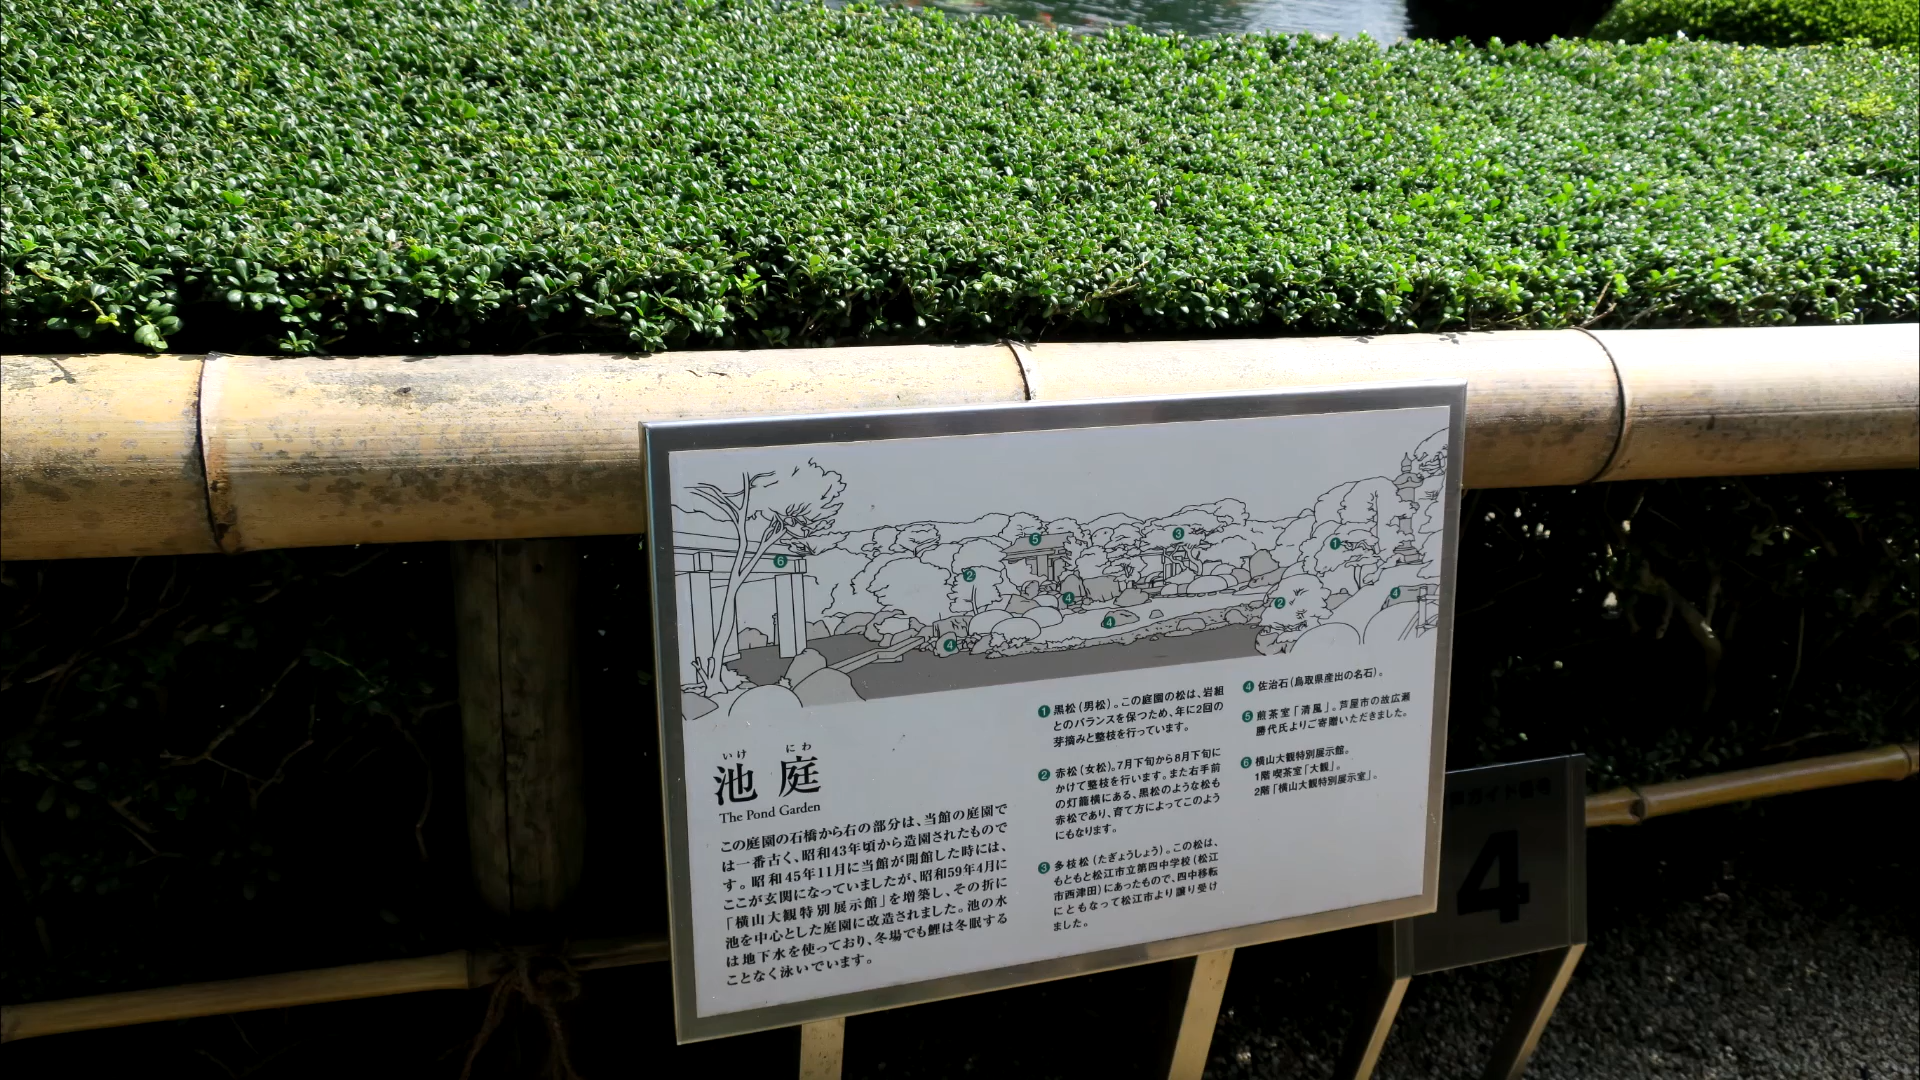 いけ にわ
池 庭
The Pond Garden
この庭園の石橋から右の部分は、当館の庭園で
は一番古く、昭和43年頃から造園されたもので
す。昭和45年11月に当館が開館した時には、
ここが玄関になっていましたが、昭和59年4月に
「横山大観特別展示館」を増築し、その折に
池を中心とした庭園に改造されました。池の水
は地下水を使っており、冬場でも鯉は冬眠する
ことなく泳いでいます。
1 黒松(男松)。この庭園の松は、岩組
とのバランスを保つため、年に2回の
芽摘みと整枝を行っています。
2 赤松(女松)。7月下旬から8月下旬に
かけて整枝を行います。また右手前
の灯籠横にある、黒松のような松も
赤松であり、育て方によってこのよう
にもなります。
3 多枝松(たぎょうしょう)。この松は、
もともと松江市立第四中学校(松江
市西津田)にあったもので、四中移転
にともなって松江市より譲り受け
ました。
4 佐治石(鳥取県産出の名石)。
5 煎茶室「清風」。芦屋市の故広瀬
勝代氏よりご寄贈いただきました。
6 横山大観特別展示館。
1階 喫茶室「大観」。
2階「横山大観特別展示室」。
6
2
5
3
1
4
4
4
2
4
声ガイド番号
4